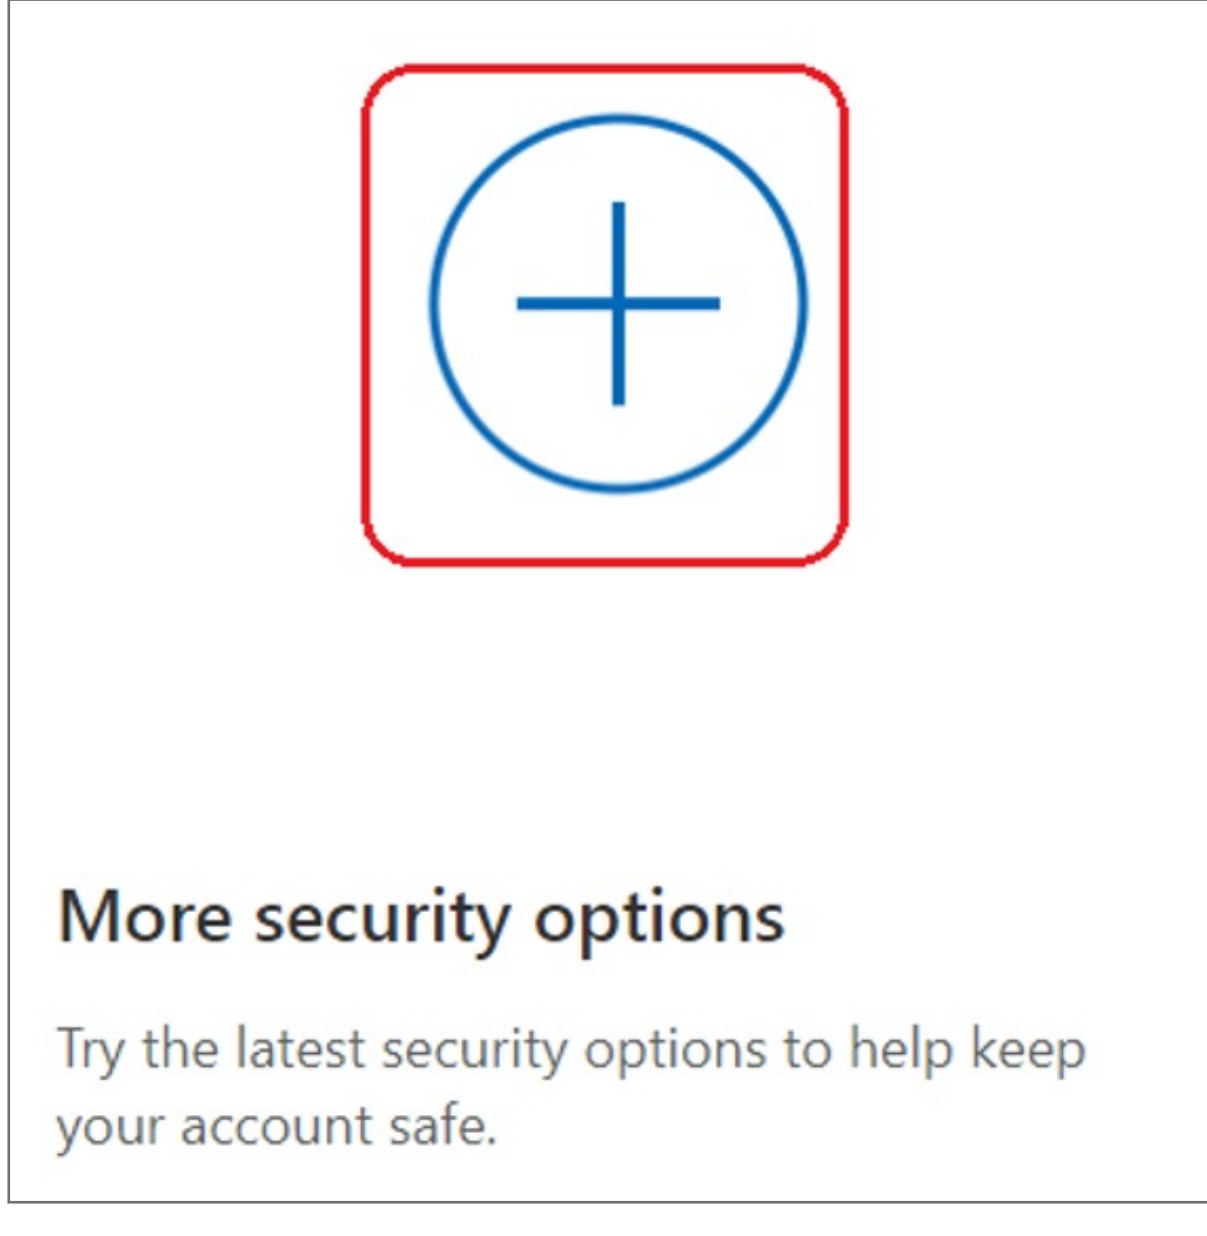 More security options
Try the latest security options to help keep
your account safe.